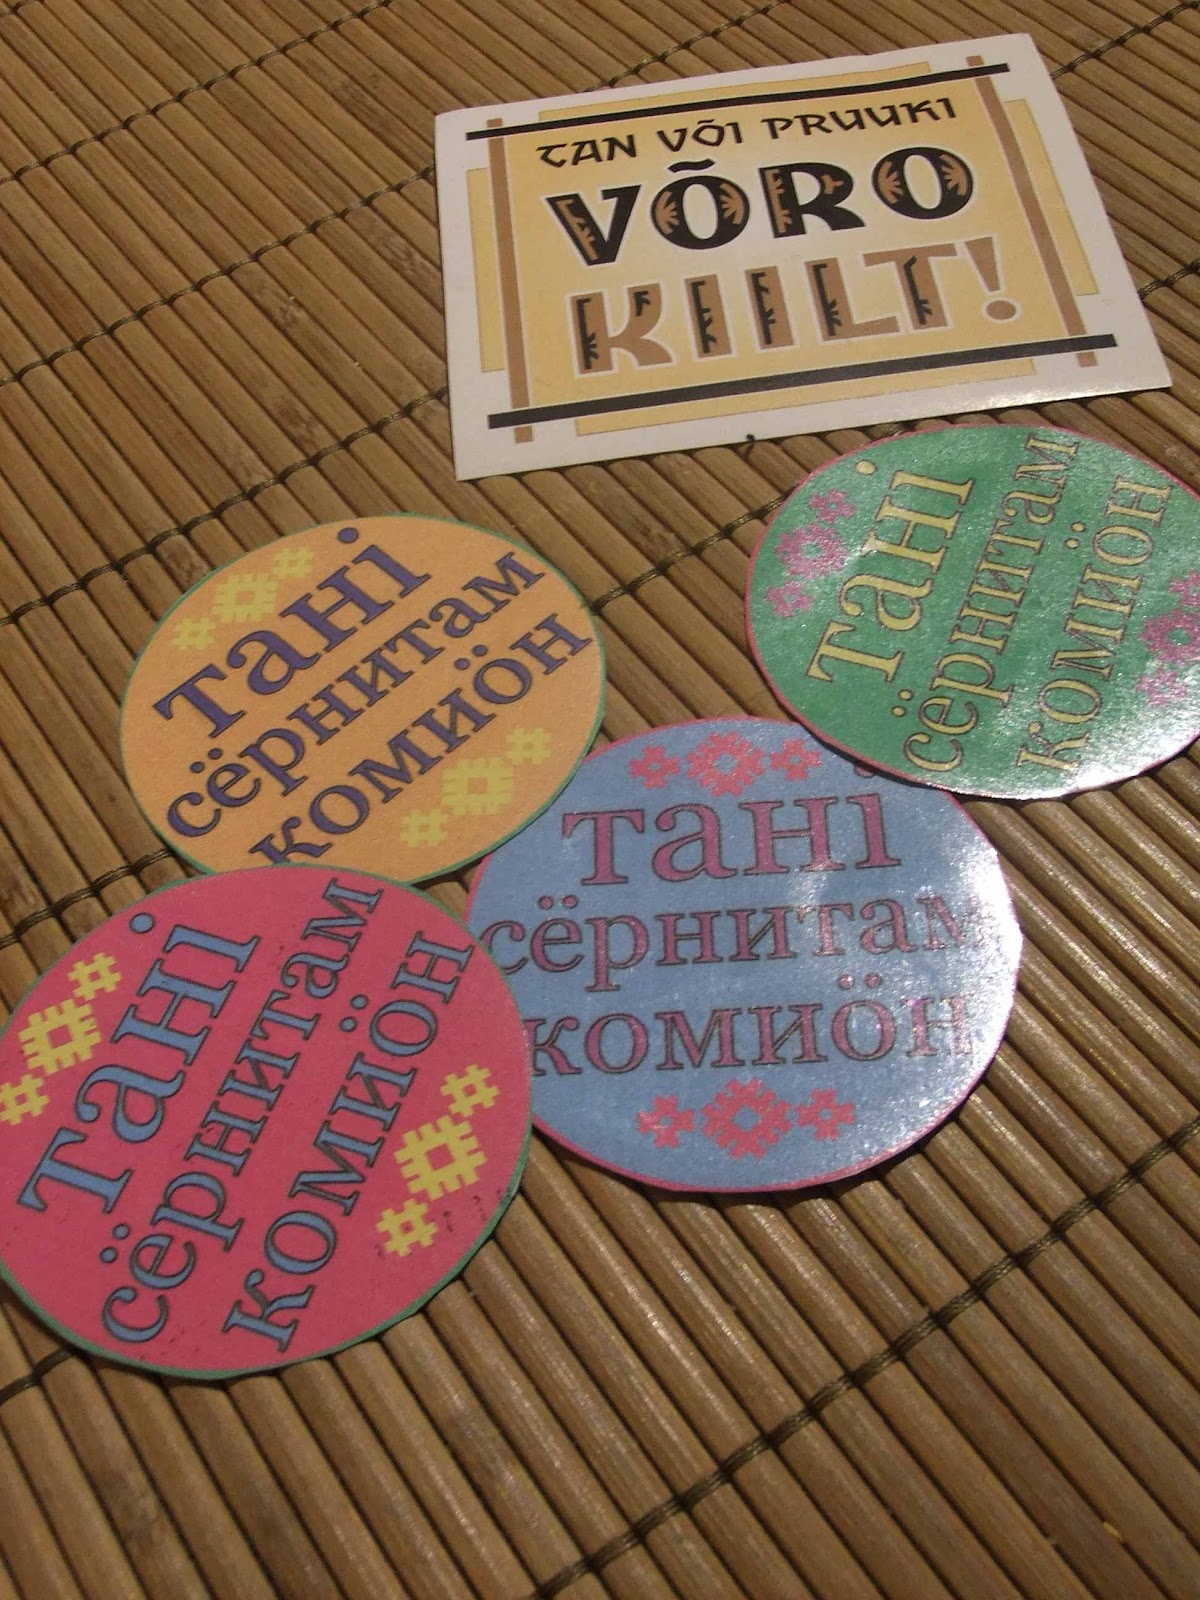 TAN VÕI PRUUKI
VÕRO
KIILT!
тані
сёрнитам
комиӧн
тані
сёрнитам
комиӧн
тані
сёрнитам
комиӧн
тані
сёрнитам
комиӧн